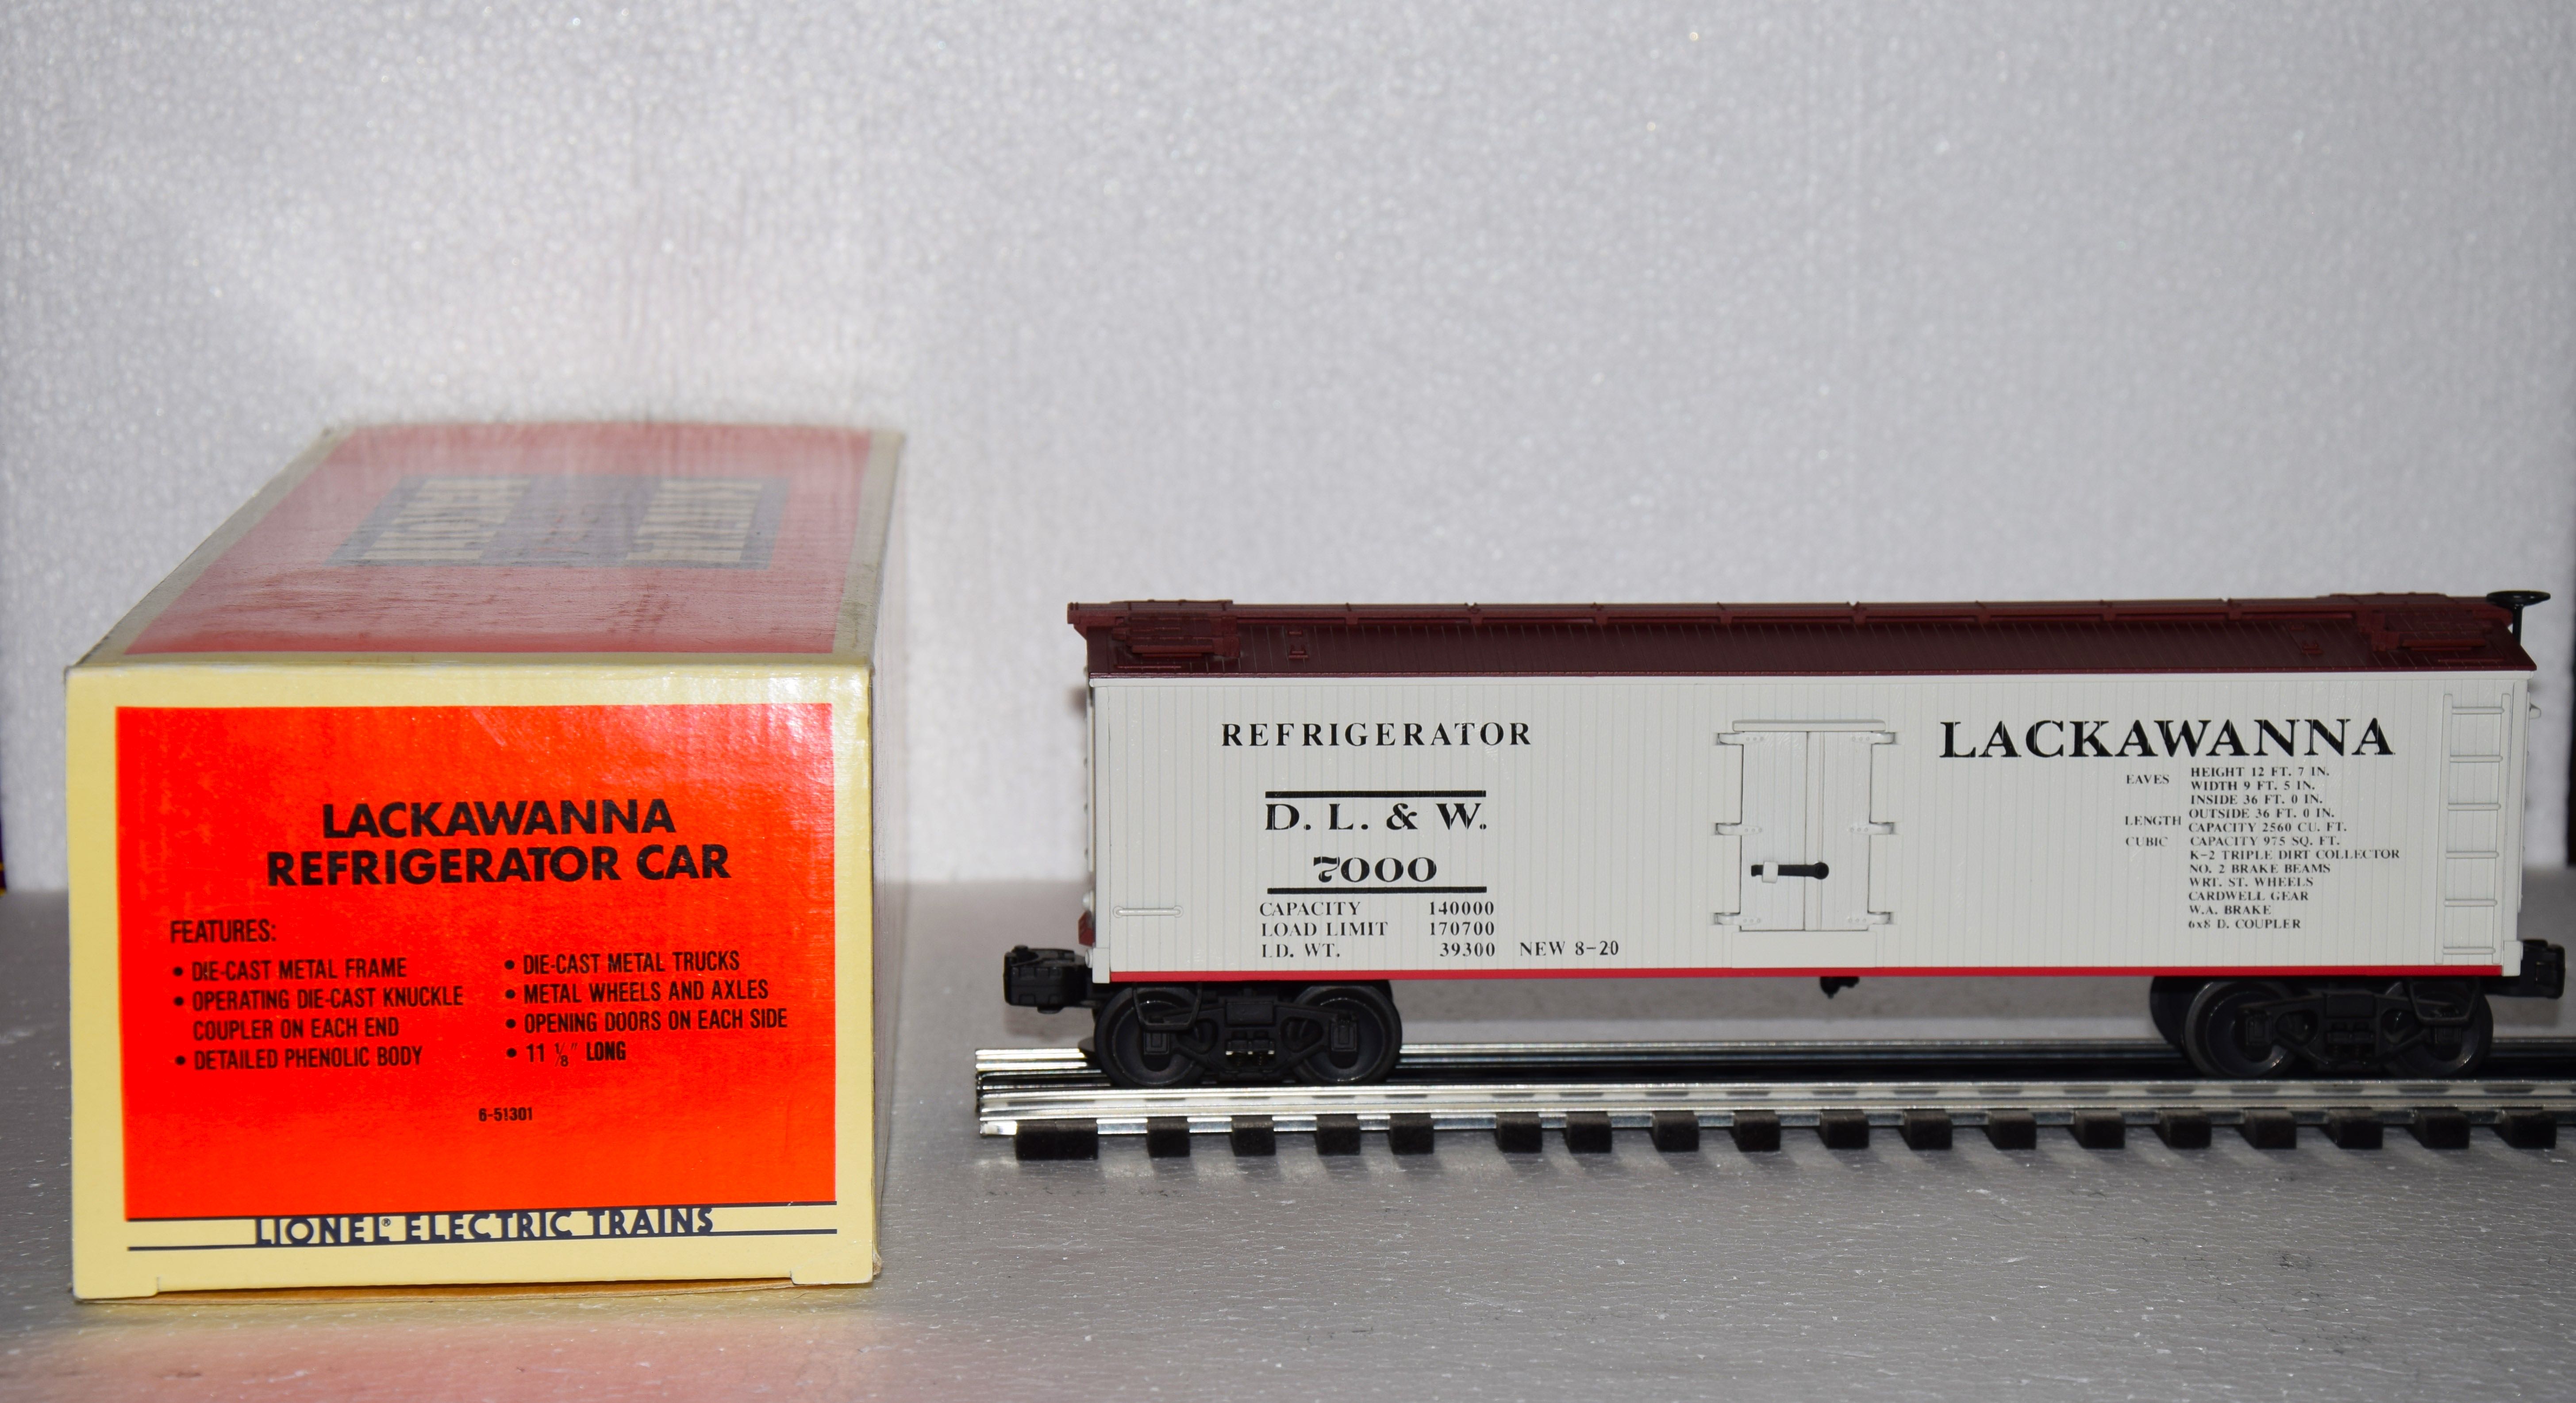 LACKAWANNA
REFRIGERATOR CAR
FEATURES:
• DIE-CAST METAL FRAME
• OPERATING DIE-CAST KNUCKLE
COUPLER ON EACH END
• DETAILED PHENOLIC BODY
• DIE-CAST METAL TRUCKS
• METAL WHEELS AND AXLES
• OPENING DOORS ON EACH SIDE
• 11 1/8" LONG
6-51301
LIONEL® ELECTRIC TRAINS
REFRIGERATOR
D. L. & W.
7000
CAPACITY 140000
LOAD LIMIT 170700
LD. WT. 39300 NEW 8-20
LACKAWANNA
EAVES HEIGHT 12 FT. 7 IN.
WIDTH 9 FT. 5 IN.
INSIDE 36 FT. 0 IN.
LENGTH OUTSIDE 36 FT. 0 IN.
CAPACITY 2560 CU. FT.
CUBIC CAPACITY 975 SQ. FT.
K-2 TRIPLE DIRT COLLECTOR
NO. 2 BRAKE BEAMS
WRT. ST. WHEELS
CARDWELL GEAR
W.A. BRAKE
6x8 D. COUPLER